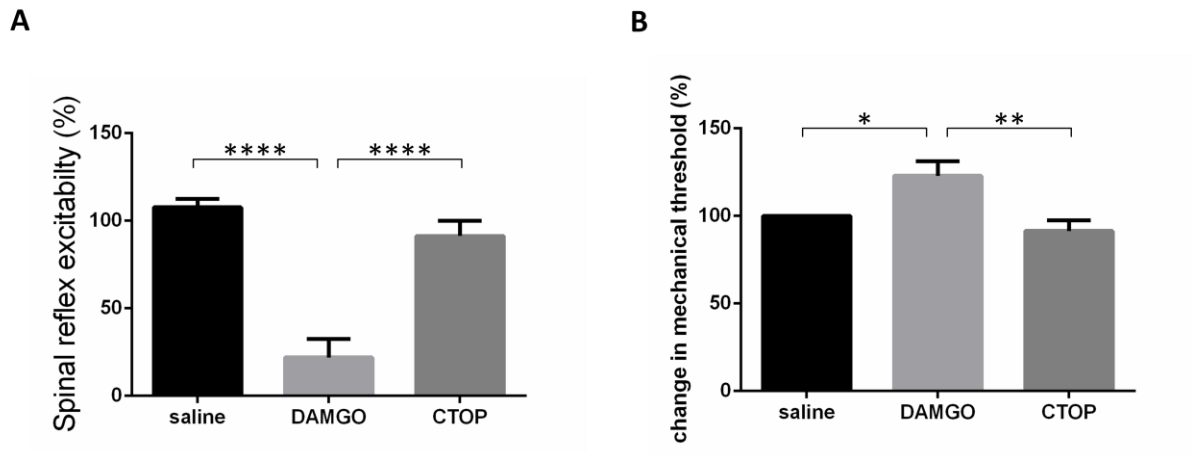 A
Spinal reflex excitabilty (%)
150
100
50
0
**** ****
saline DAMGO CTOP
B
change in mechanical threshold (%)
150
100
50
0
* **
saline DAMGO CTOP